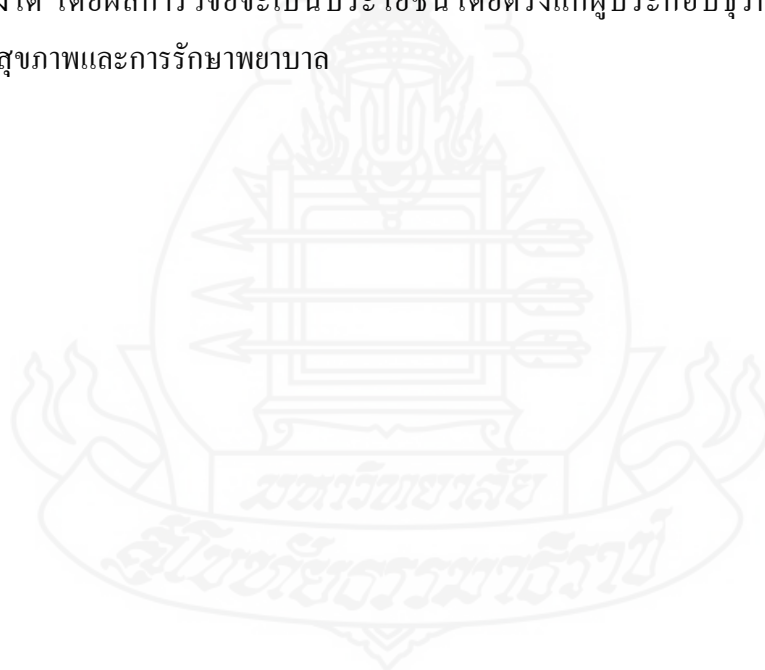 โดยผลการวิจัยจะเป็นประโยชน์โดยตรงแก่ผู้ประกอบธุร
สุขภาพและการรักษาพยาบาล
มหาวิทยาลัย
สุโขทัยธรรมาธิราช